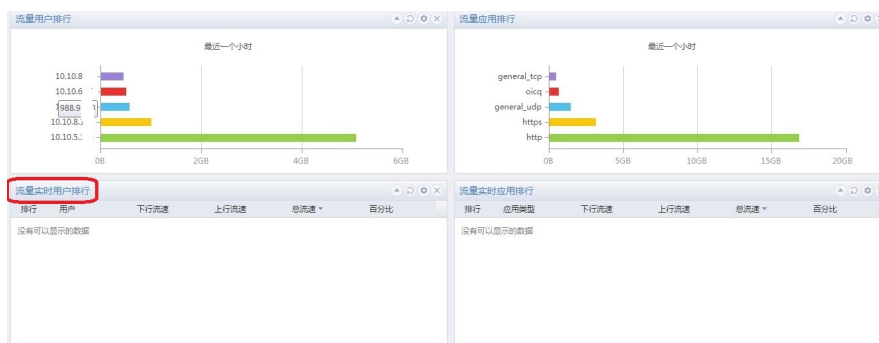 流量用户排行
最近一个小时
10.10.8
10.10.6
988.9
10.10.8.
10.10.5.
0B 2GB 4GB 6GB
流量应用排行
最近一个小时
general_tcp
oicq
general_udp
https
http
0B 5GB 10GB 15GB 20GB
流量实时用户排行
排行 用户 下行流速 上行流速 总流速 百分比
没有可以显示的数据
流量实时应用排行
排行 应用类型 下行流速 上行流速 总流速 百分比
没有可以显示的数据